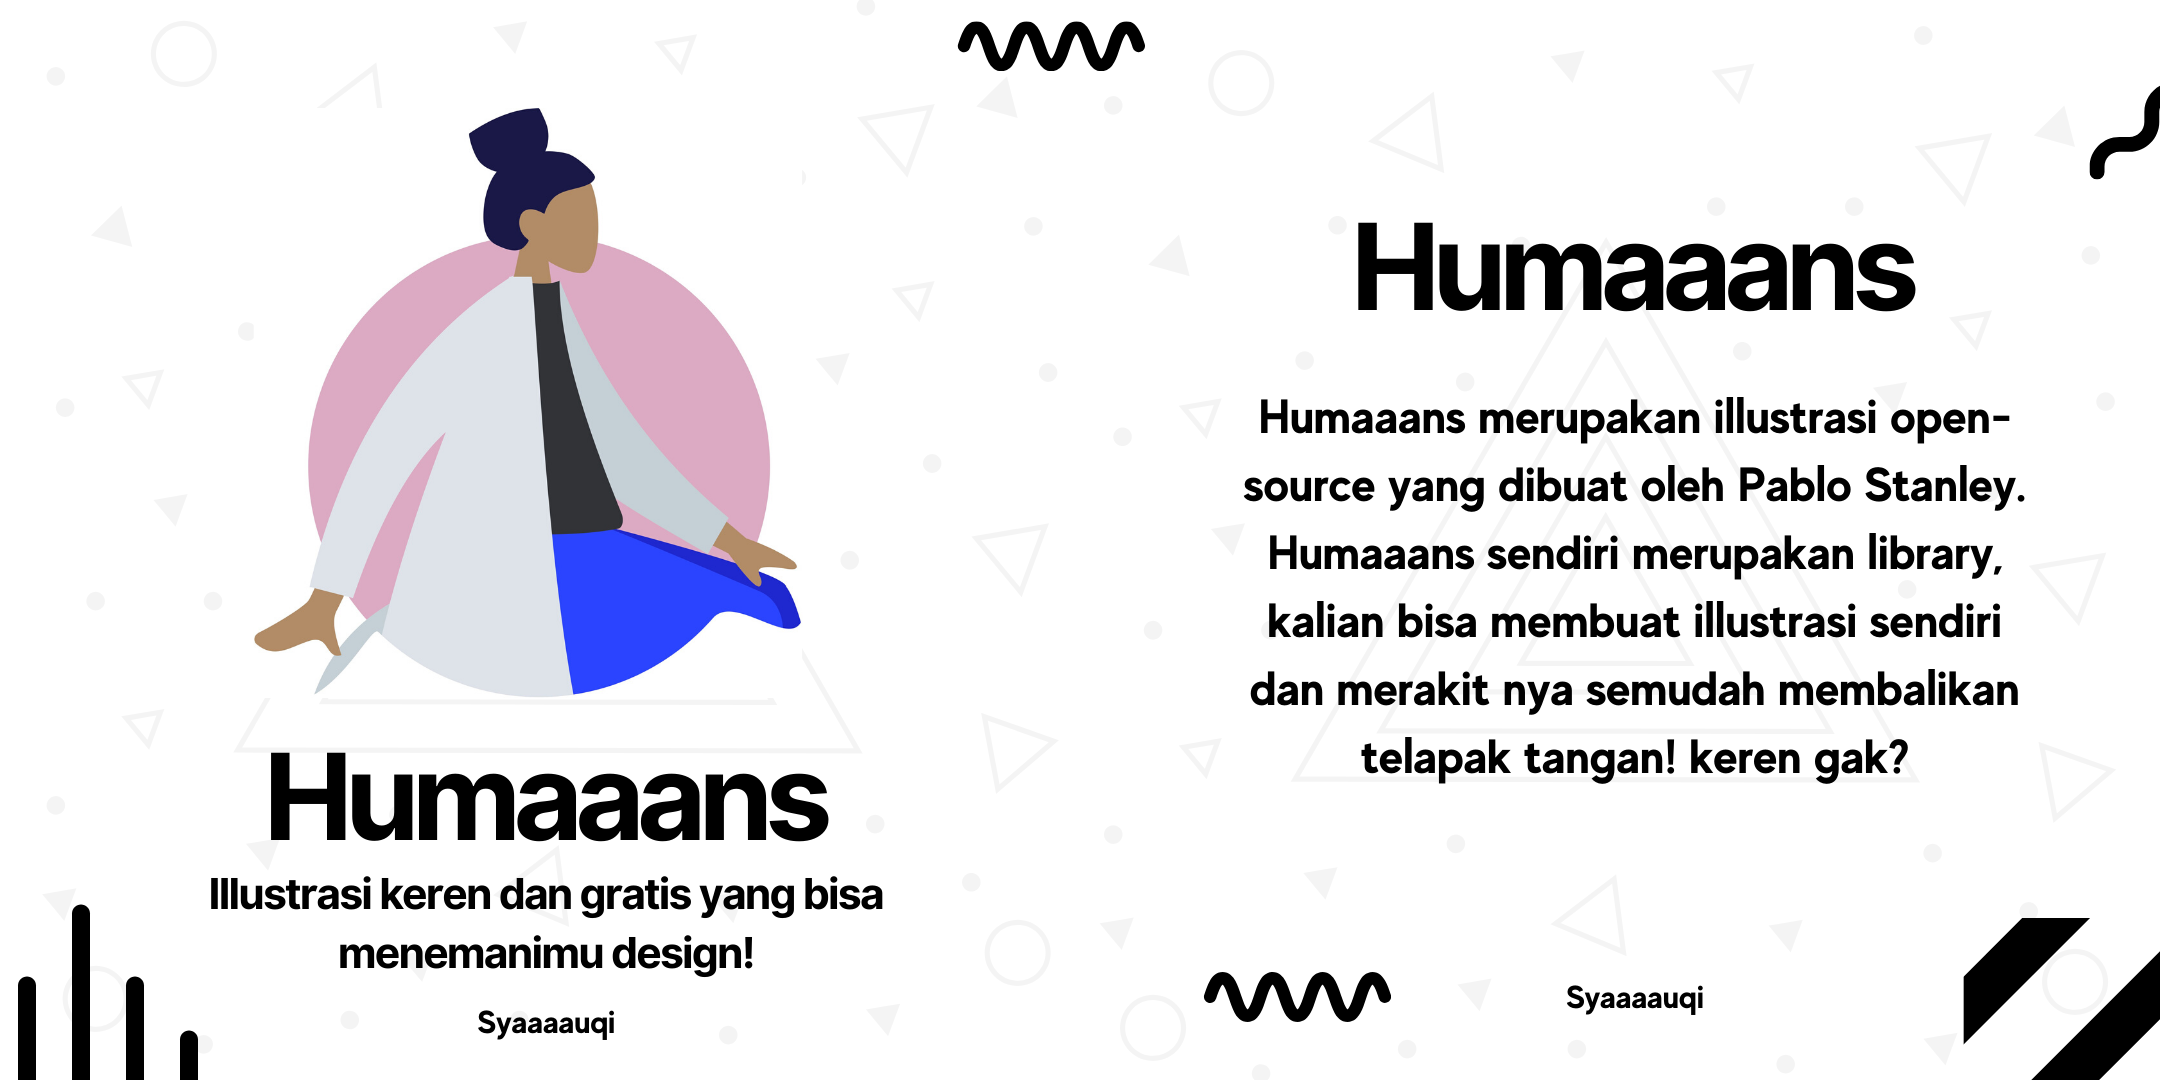 Humaaans
Illustrasi keren dan gratis yang bisa
menemanimu design!
Syaaaauqi
Humaaans
Humaaans merupakan illustrasi open-
source yang dibuat oleh Pablo Stanley.
Humaaans sendiri merupakan library,
kalian bisa membuat illustrasi sendiri
dan merakit nya semudah membalikan
telapak tangan! keren gak?
Syaaaauqi